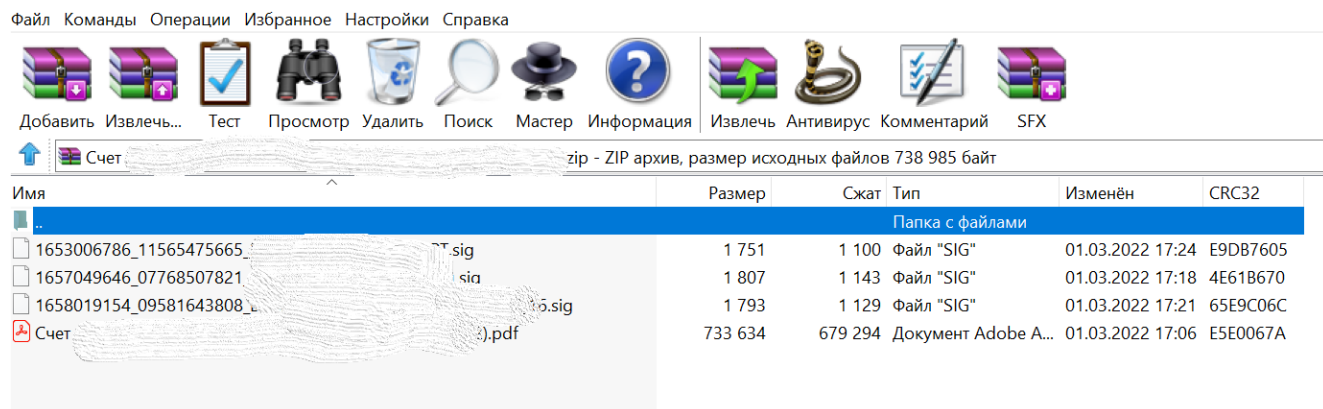 Файл Команды Операции Избранное Настройки Справка
Добавить Извлечь... Тест Просмотр Удалить Поиск Мастер Информация Извлечь Антивирус Комментарий SFX
Счет zip - ZIP архив, размер исходных файлов 738 985 байт
Имя Размер Сжат Тип Изменён CRC32
.. Папка с файлами
1653006786_11565475665_ .sig 1 751 1 100 Файл "SIG" 01.03.2022 17:24 E9DB7605
1657049646_07768507821 sig 1 807 1 143 Файл "SIG" 01.03.2022 17:18 4E61B670
1658019154_09581643808_ .sig 1 793 1 129 Файл "SIG" 01.03.2022 17:21 65E9C06C
Счет ).pdf 733 634 679 294 Документ Adobe A... 01.03.2022 17:06 E5E0067A